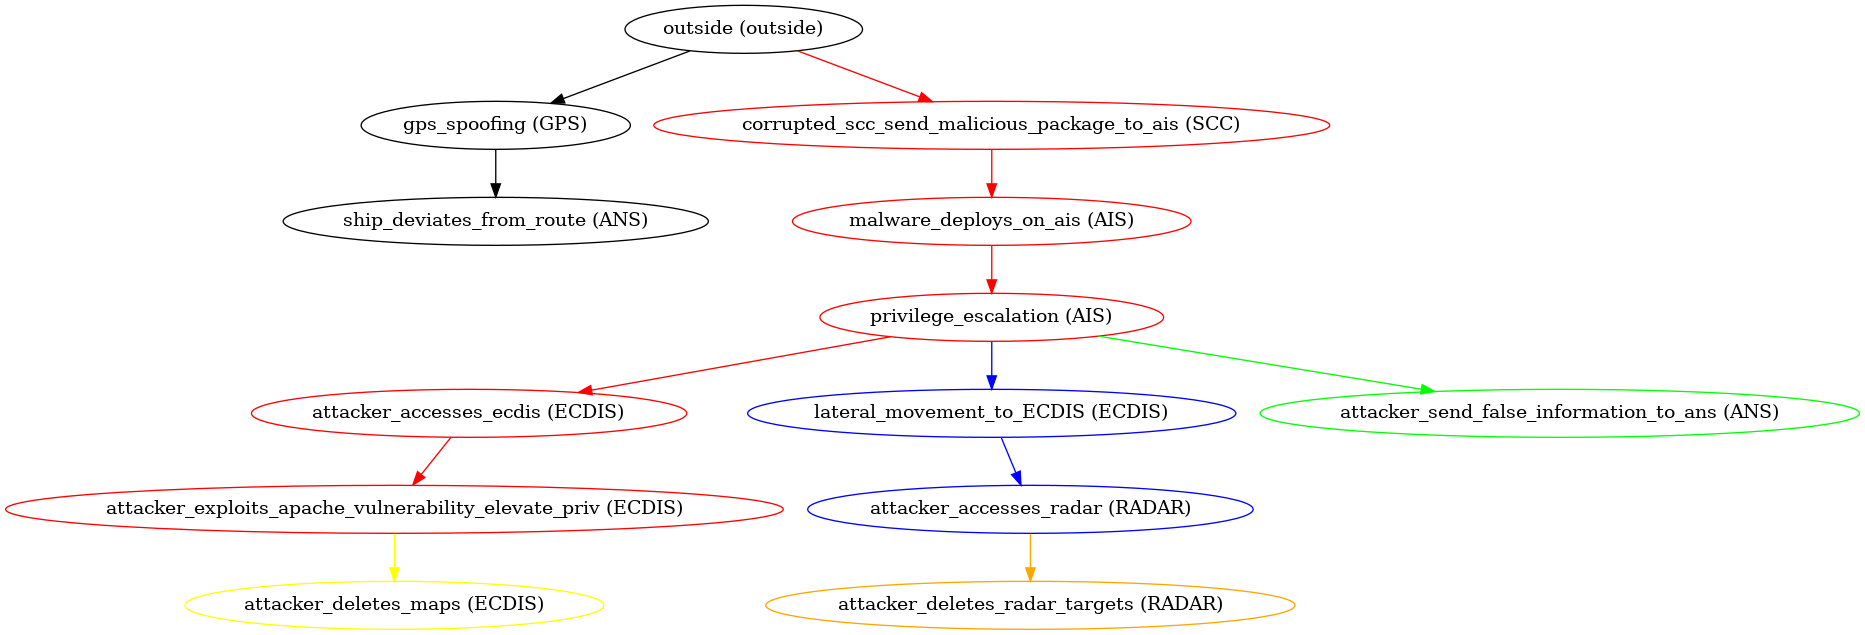 outside (outside)
gps_spoofing (GPS)
corrupted_scc_send_malicious_package_to_ais (SCC)
ship_deviates_from_route (ANS)
malware_deploys_on_ais (AIS)
privilege_escalation (AIS)
attacker_accesses_ecdis (ECDIS)
lateral_movement_to_ECDIS (ECDIS)
attacker_send_false_information_to_ans (ANS)
attacker_exploits_apache_vulnerability_elevate_priv (ECDIS)
attacker_accesses_radar (RADAR)
attacker_deletes_maps (ECDIS)
attacker_deletes_radar_targets (RADAR)